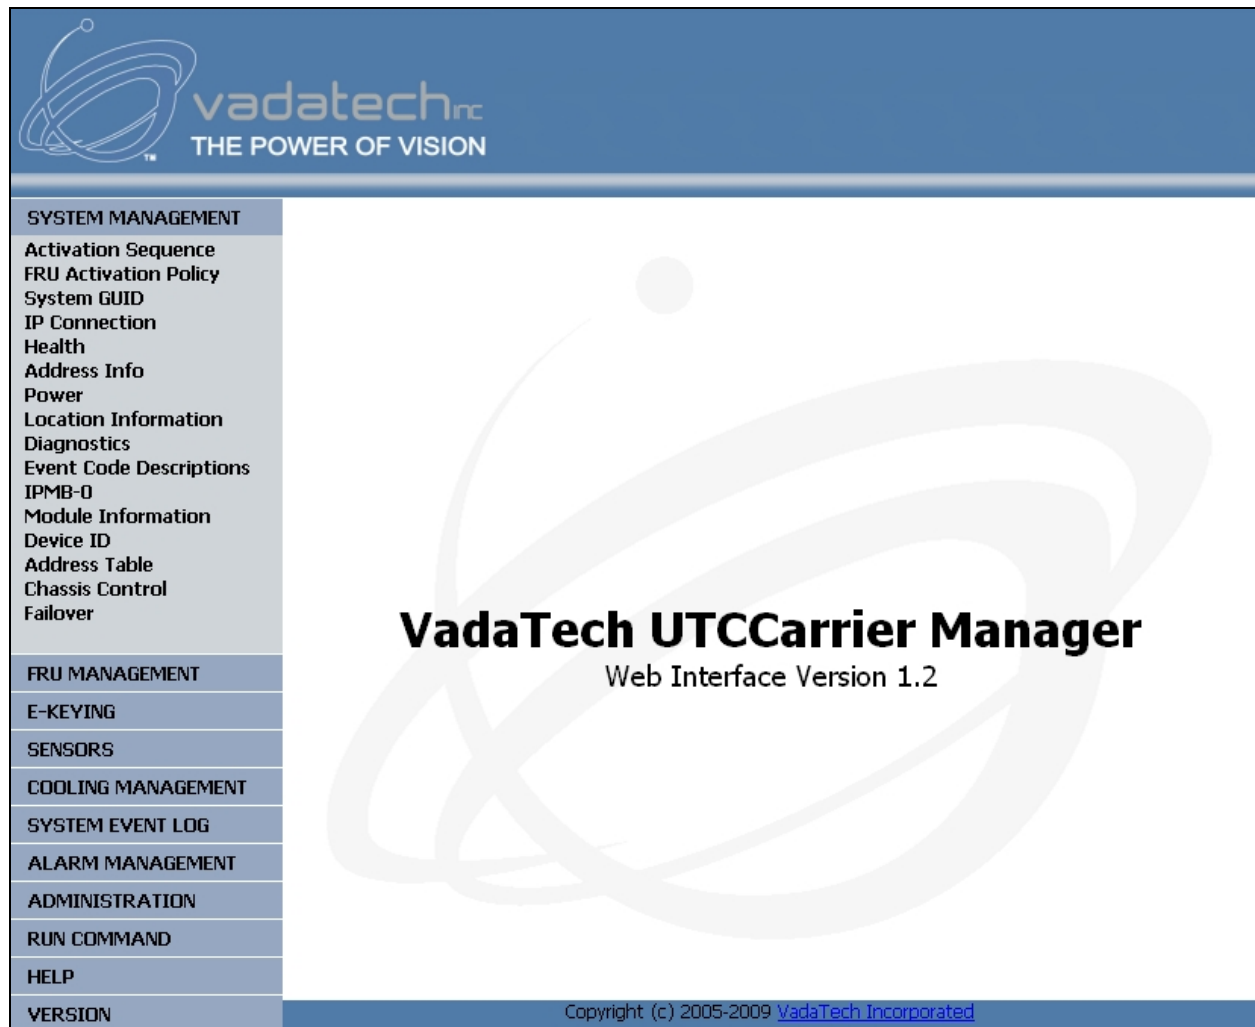 vadatech inc
TM
THE POWER OF VISION
SYSTEM MANAGEMENT
Activation Sequence
FRU Activation Policy
System GUID
IP Connection
Health
Address Info
Power
Location Information
Diagnostics
Event Code Descriptions
IPMB-0
Module Information
Device ID
Address Table
Chassis Control
Failover
FRU MANAGEMENT
E-KEYING
SENSORS
COOLING MANAGEMENT
SYSTEM EVENT LOG
ALARM MANAGEMENT
ADMINISTRATION
RUN COMMAND
HELP
VERSION
VadaTech UTCCarrier Manager
Web Interface Version 1.2
Copyright (c) 2005-2009 VadaTech Incorporated